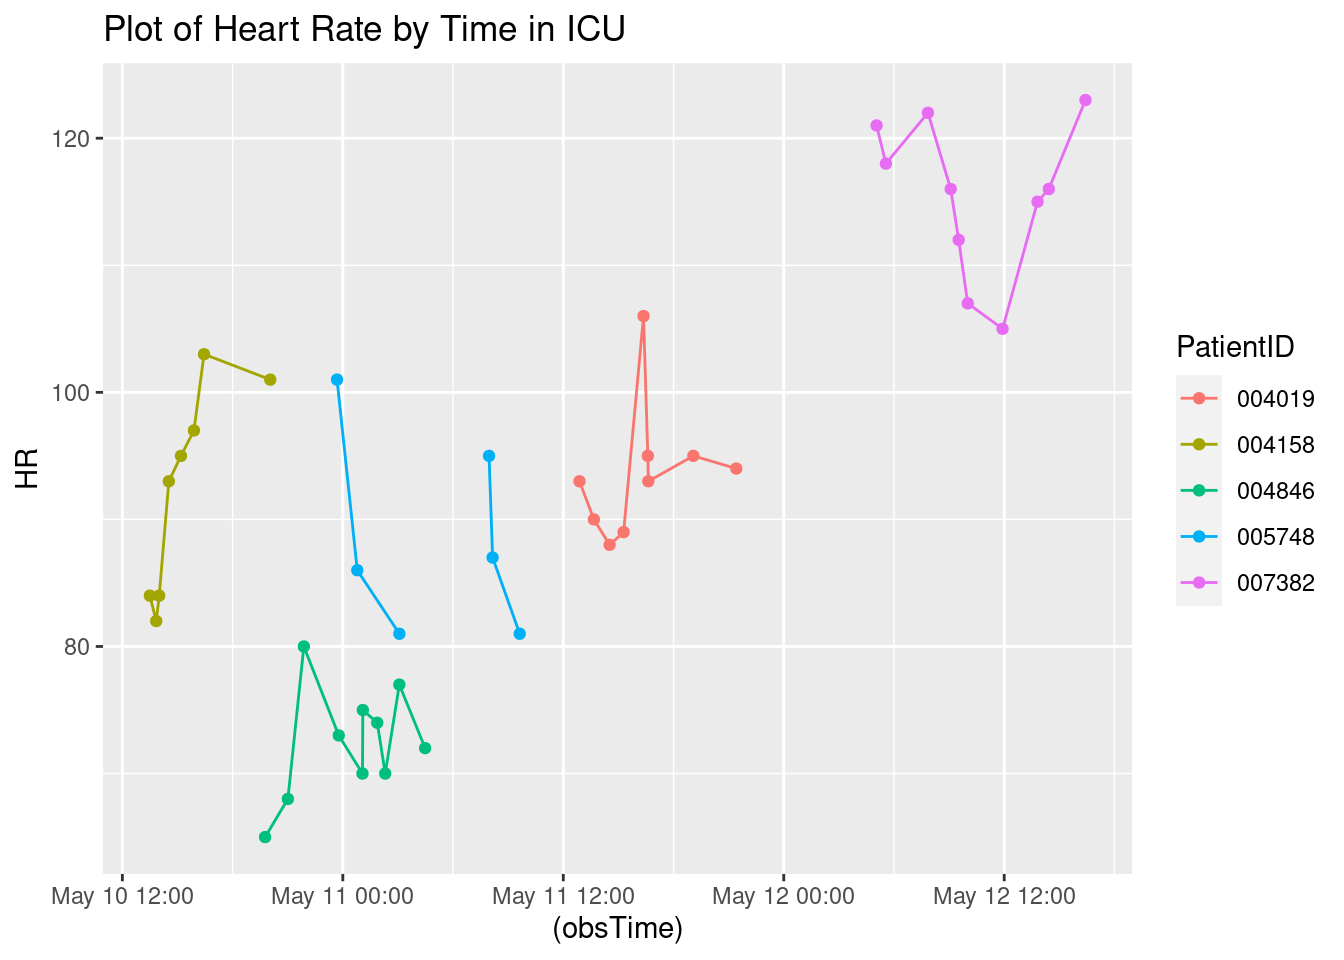 Plot of Heart Rate by Time in ICU
120
100
80
HR
May 10 12:00
May 11 00:00
May 11 12:00
May 12 00:00
May 12 12:00
(obsTime)
PatientID
004019
004158
004846
005748
007382